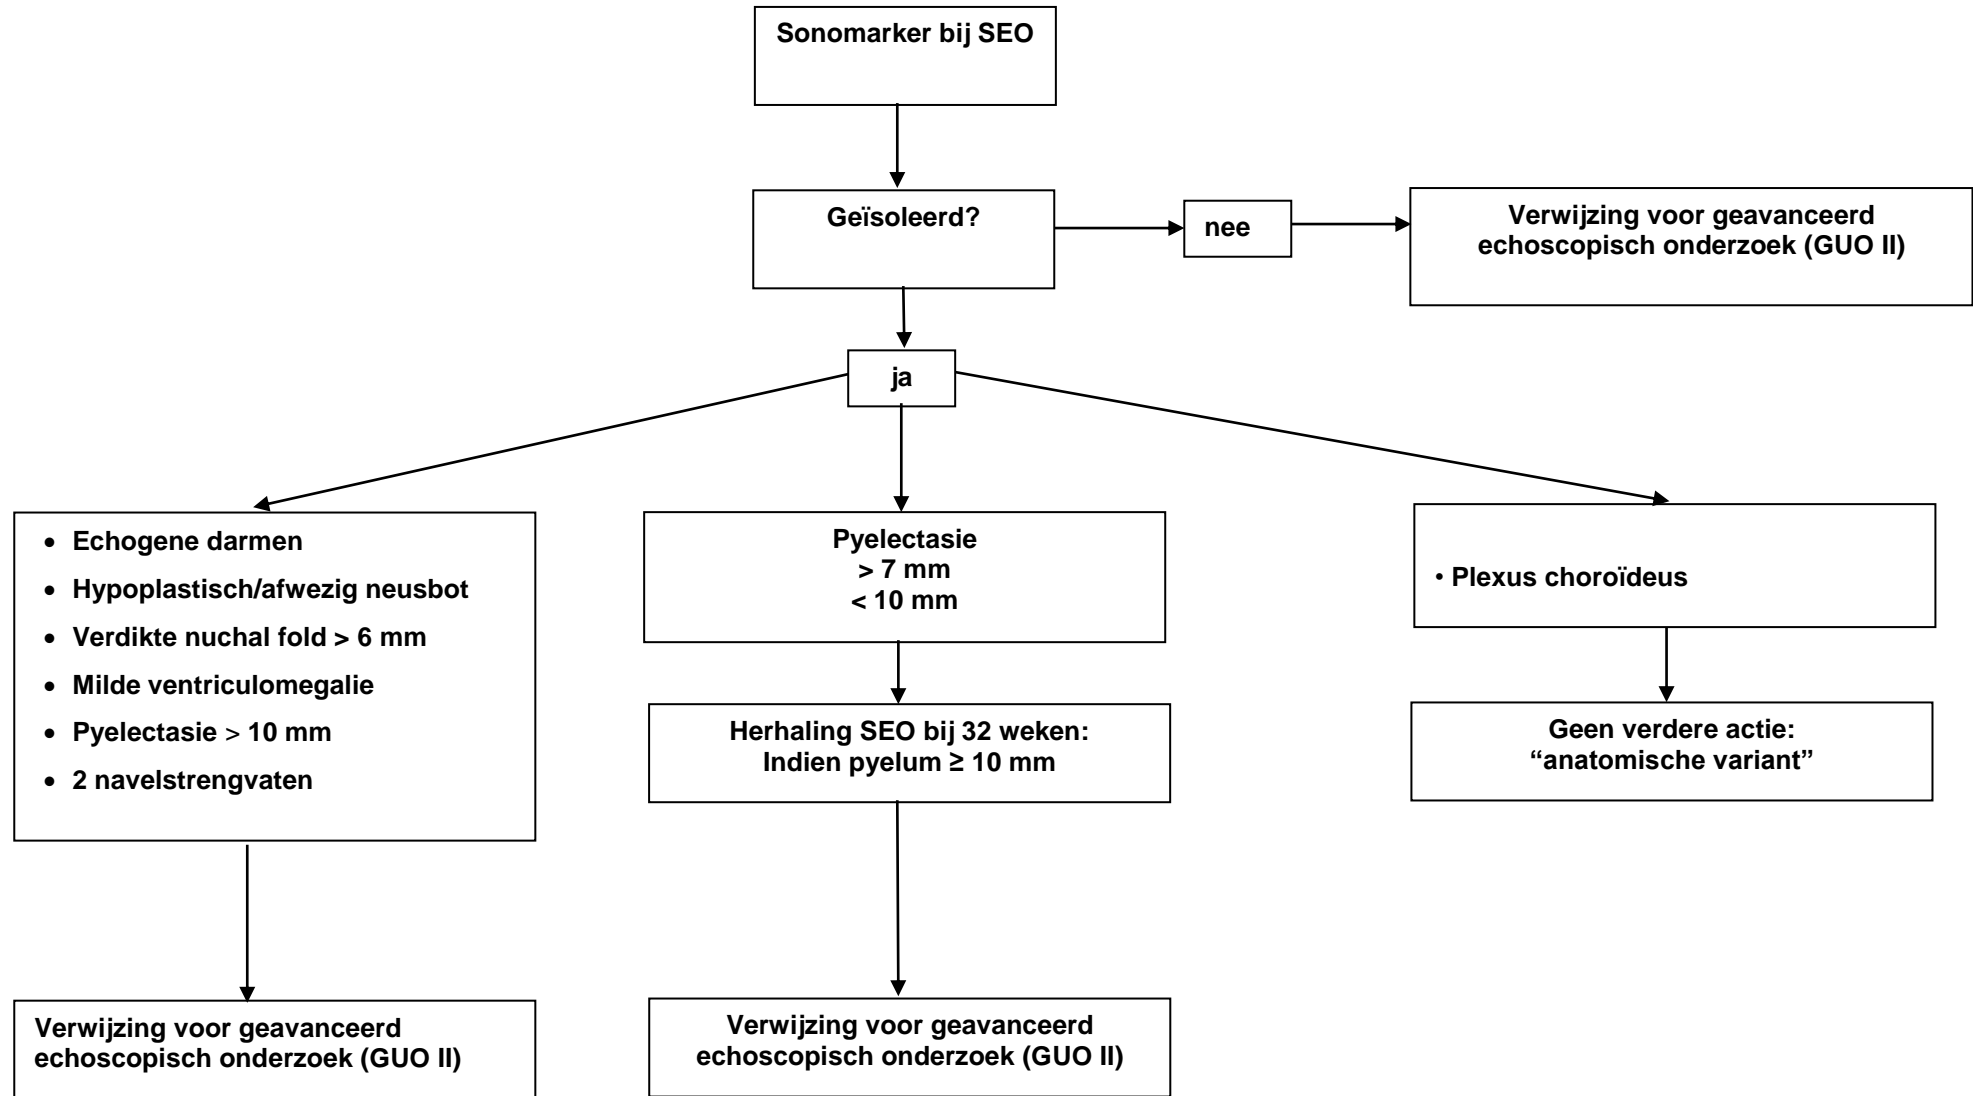 Sonomarker bij SEO
Geïsoleerd?
nee
Verwijzing voor geavanceerd
echoscopisch onderzoek (GUO II)
ja
• Echogene darmen
• Hypoplastisch/afwezig neusbot
• Verdikte nuchal fold > 6 mm
• Milde ventriculomegalie
• Pyelectasie > 10 mm
• 2 navelstrengvaten
Pyelectasie
> 7 mm
< 10 mm
• Plexus choroïdeus
Herhaling SEO bij 32 weken:
Indien pyelum ≥ 10 mm
Geen verdere actie:
“anatomische variant”
Verwijzing voor geavanceerd
echoscopisch onderzoek (GUO II)
Verwijzing voor geavanceerd
echoscopisch onderzoek (GUO II)